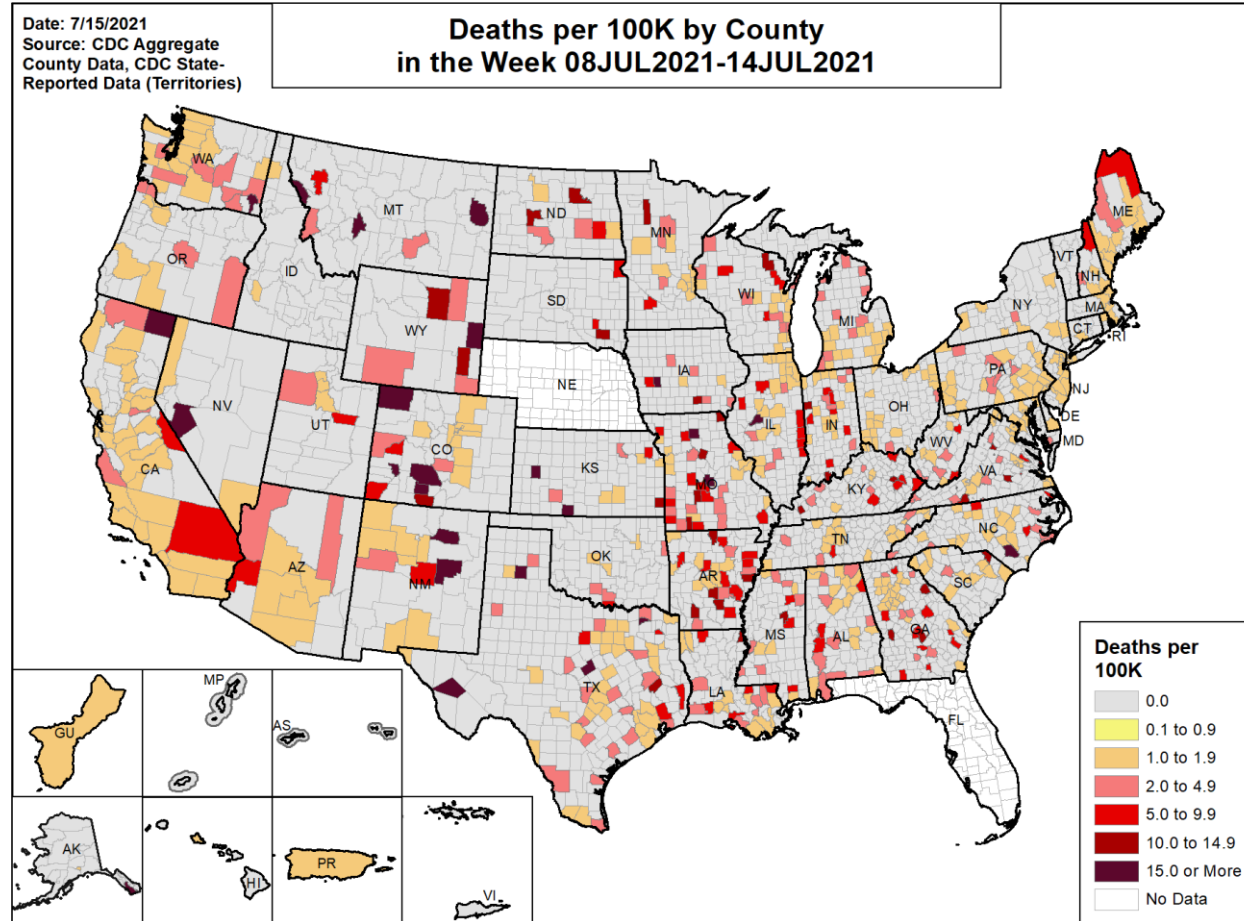 Date: 7/15/2021
Source: CDC Aggregate
County Data, CDC State-
Reported Data (Territories)
Deaths per 100K by County
in the Week 08JUL2021-14JUL2021
WA
MT
ND
MN
ME
OR
ID
SD
WI
MI
VT
NH
NY
MA
CT
RI
WY
NE
IA
PA
NJ
NV
UT
CO
KS
MO
IL
IN
OH
DE
MD
WV
VA
KY
CA
AZ
NM
OK
AR
TN
NC
SC
MS
AL
GA
TX
LA
FL
GU
MP
AS
AK
HI
PR
VI
Deaths per
100K
0.0
0.1 to 0.9
1.0 to 1.9
2.0 to 4.9
5.0 to 9.9
10.0 to 14.9
15.0 or More
No Data